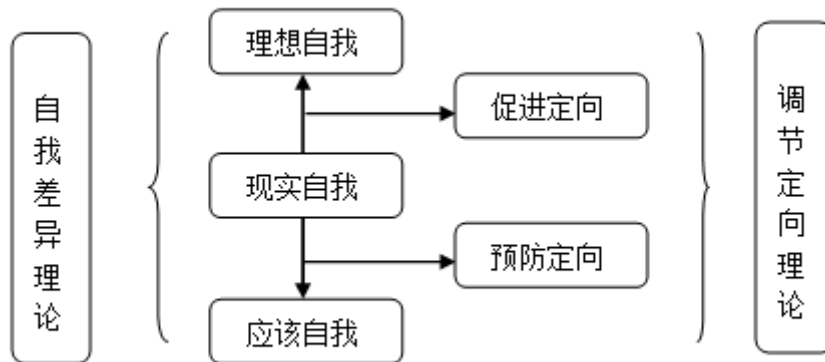 自我差异理论
理想自我
促进定向
现实自我
预防定向
应该自我
调节定向理论